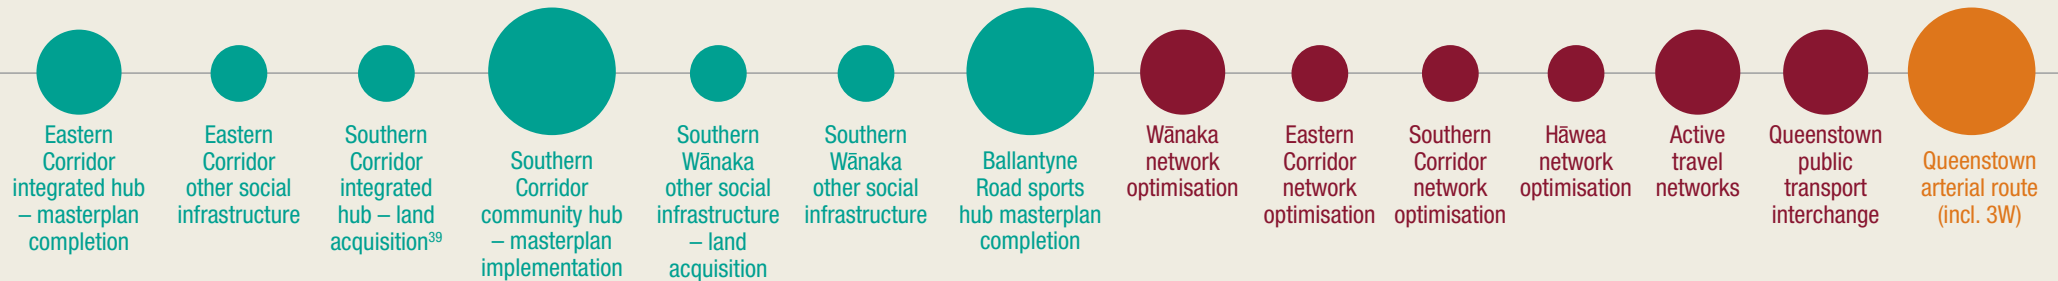 Eastern
Corridor
integrated hub
– masterplan
completion
Eastern
Corridor
other social
infrastructure
Southern
Corridor
integrated
hub – land
acquisition39
Southern
Corridor
community hub
– masterplan
implementation
Southern
Wānaka
other social
infrastructure
– land
acquisition
Southern
Wānaka
other social
infrastructure
Ballantyne
Road sports
hub masterplan
completion
Wānaka
network
optimisation
Eastern
Corridor
network
optimisation
Southern
Corridor
network
optimisation
Hāwea
network
optimisation
Active
travel
networks
Queenstown
public
transport
interchange
Queenstown
arterial route
(incl. 3W)